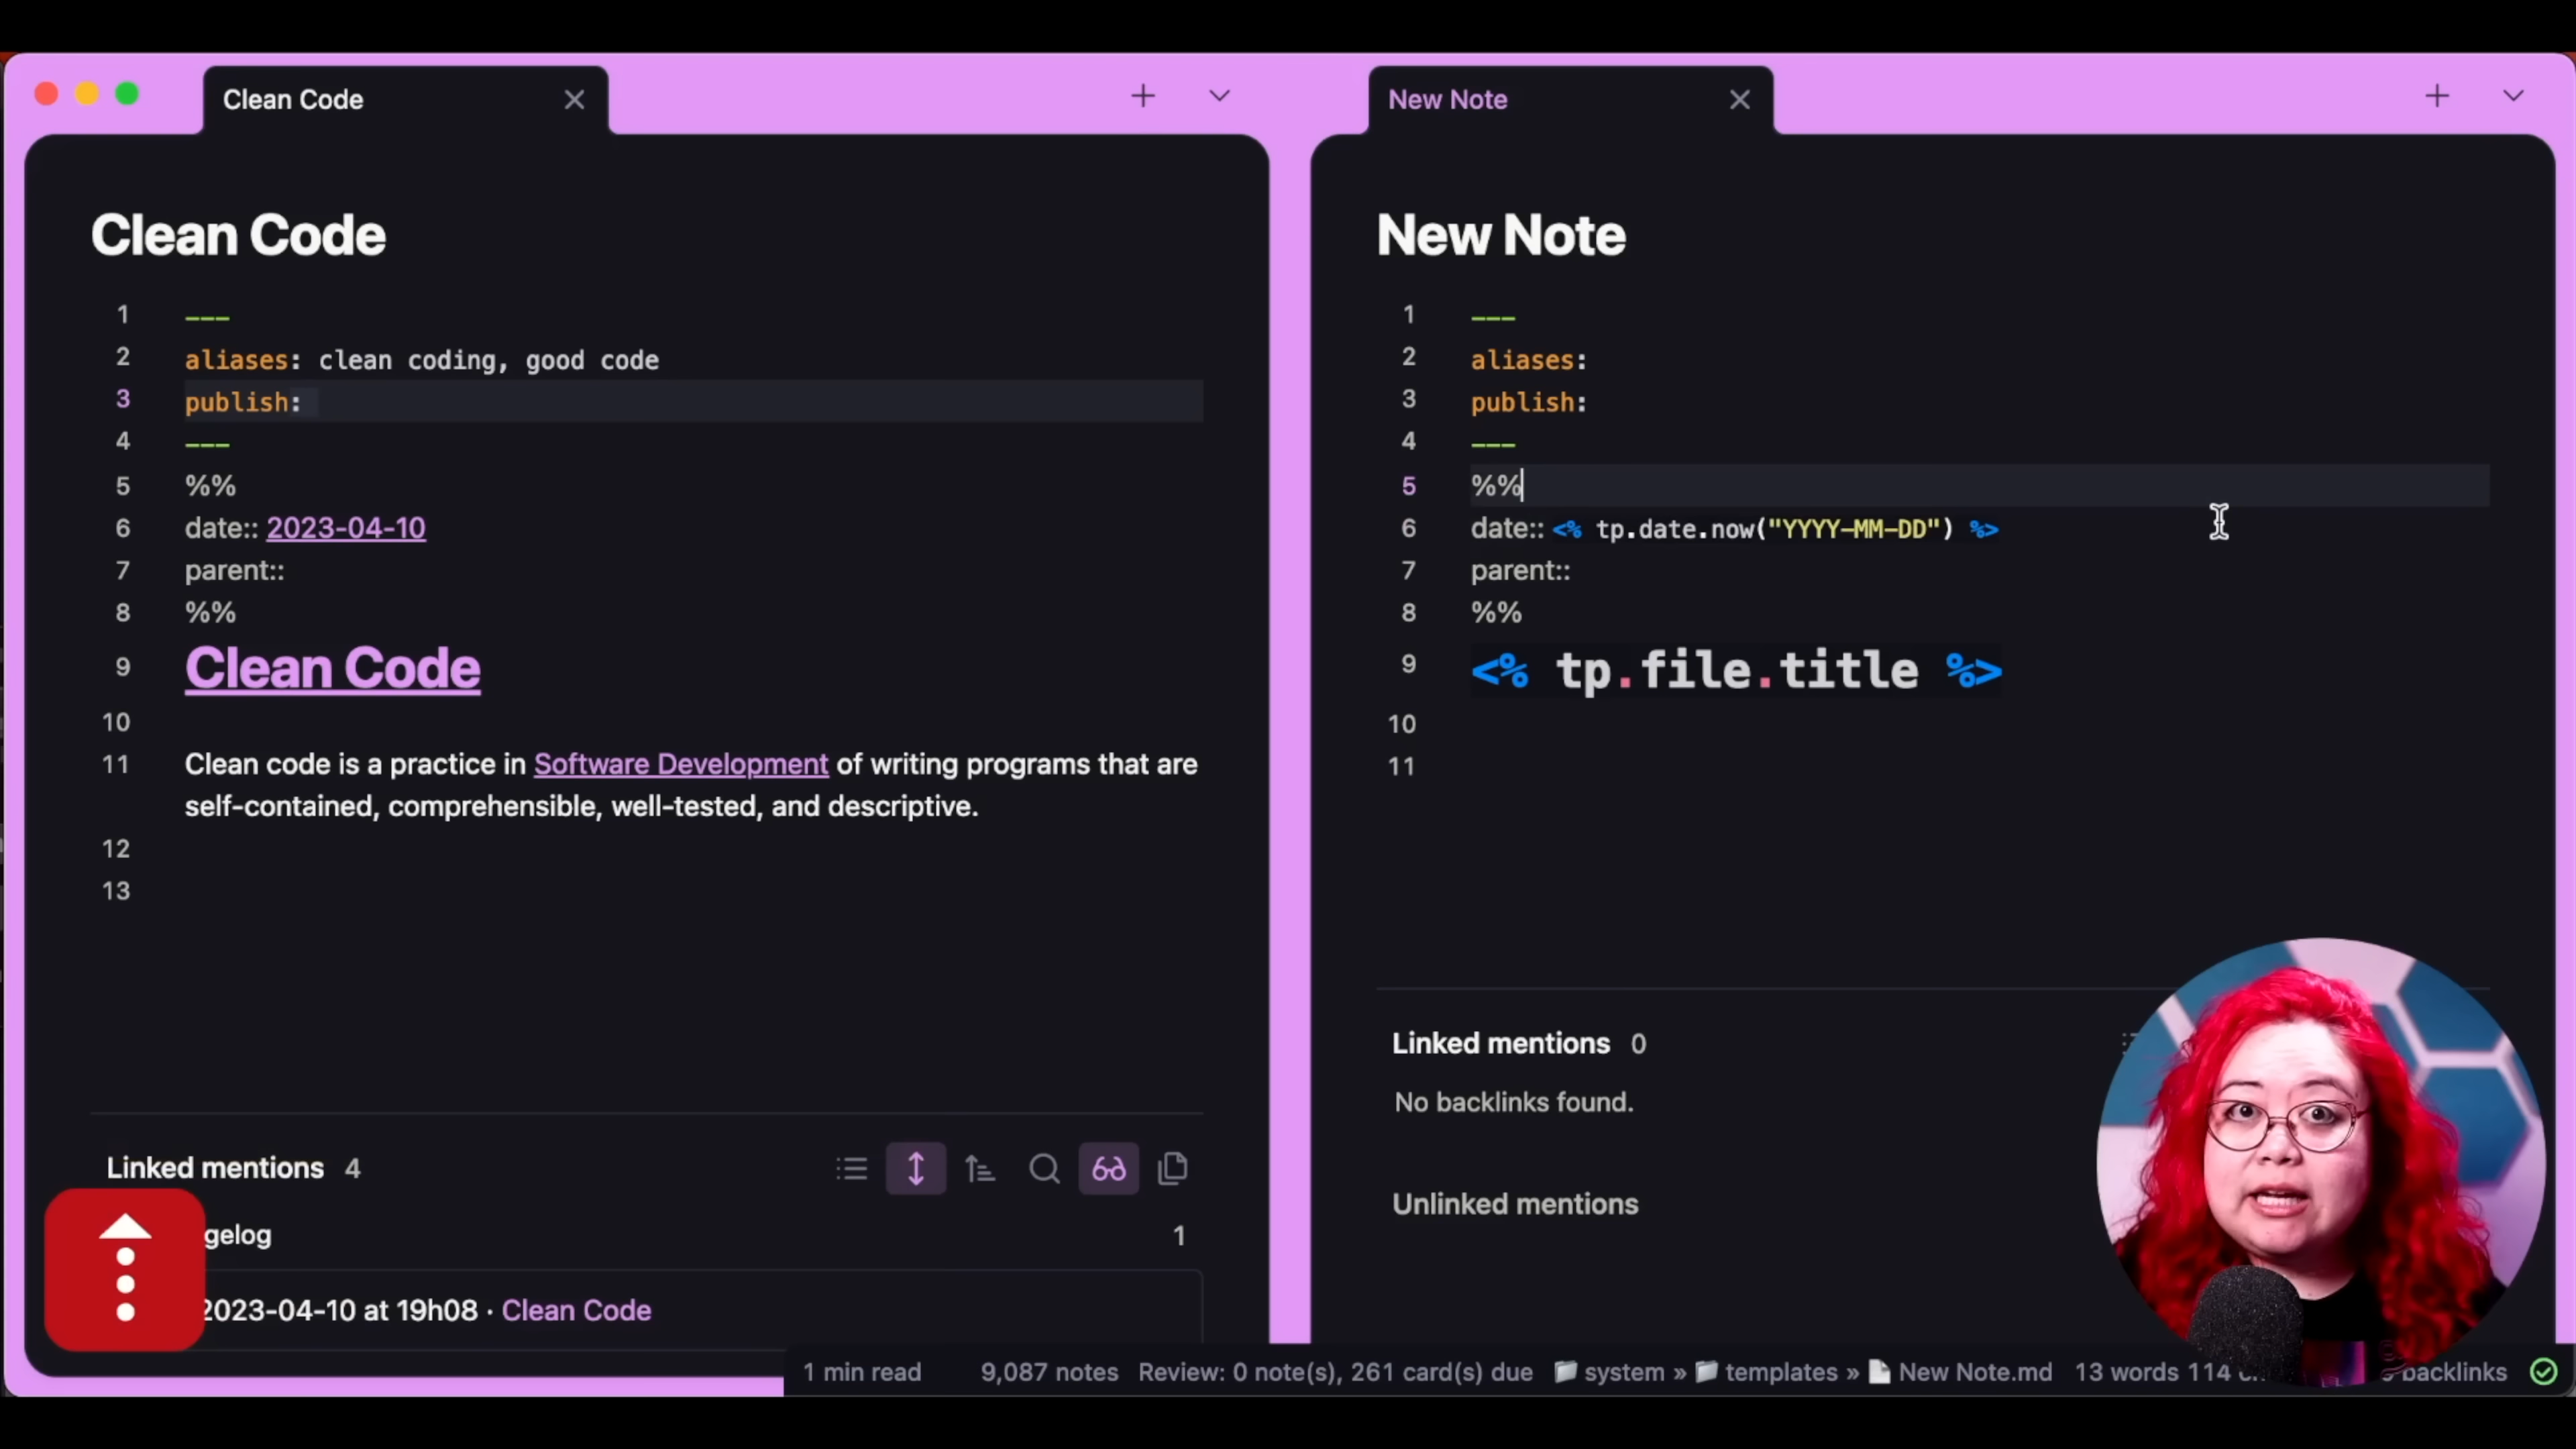 Clean Code
New Note
Clean Code
1 ---
2 aliases: clean coding, good code
3 publish:
4 ---
5 %%
6 date:: 2023-04-10
7 parent::
8 %%
9 Clean Code
10
11 Clean code is a practice in Software Development of writing programs that are
self-contained, comprehensible, well-tested, and descriptive.
12
13
Linked mentions 4
gelog 1
2023-04-10 at 19h08 · Clean Code
New Note
1 ---
2 aliases:
3 publish:
4 ---
5 %%
6 date:: <% tp.date.now("YYYY-MM-DD") %>
7 parent::
8 %%
9 <% tp.file.title %>
10
11
Linked mentions 0
No backlinks found.
Unlinked mentions
1 min read 9,087 notes Review: 0 note(s), 261 card(s) due system » templates » New Note.md 13 words 114 backlinks